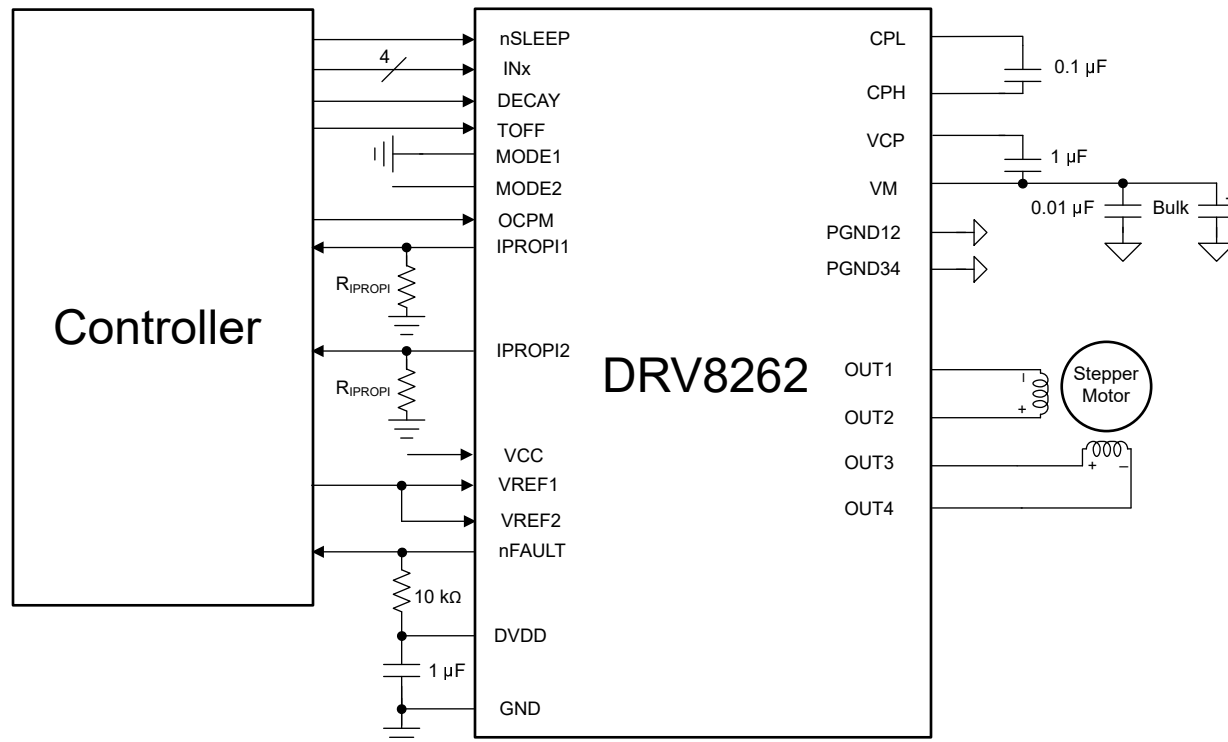 Controller
DRV8262
nSLEEP
4
INx
DECAY
TOFF
MODE1
MODE2
OCPM
IPROPI1
RIPROPI
IPROPI2
RIPROPI
VCC
VREF1
VREF2
nFAULT
10 kΩ
DVDD
1 µF
GND
CPL
0.1 µF
CPH
VCP
1 µF
VM
0.01 µF
Bulk
+
PGND12
PGND34
OUT1
–
Stepper
Motor
+
OUT2
OUT3
+
–
OUT4